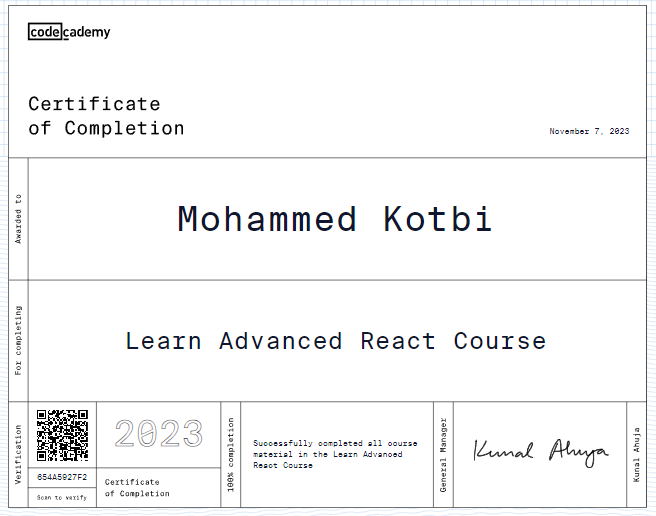 codecademy
Certificate
of Completion
November 7, 2023
Awarded to
Mohammed Kotbi
For completing
Learn Advanced React Course
Verification
654A5927F2
Scan to verify
2023
Certificate
of Completion
100% completion
Successfully completed all course
material in the Learn Advanced
React Course
General Manager
Kunal Ahuja
Kunal Ahuja